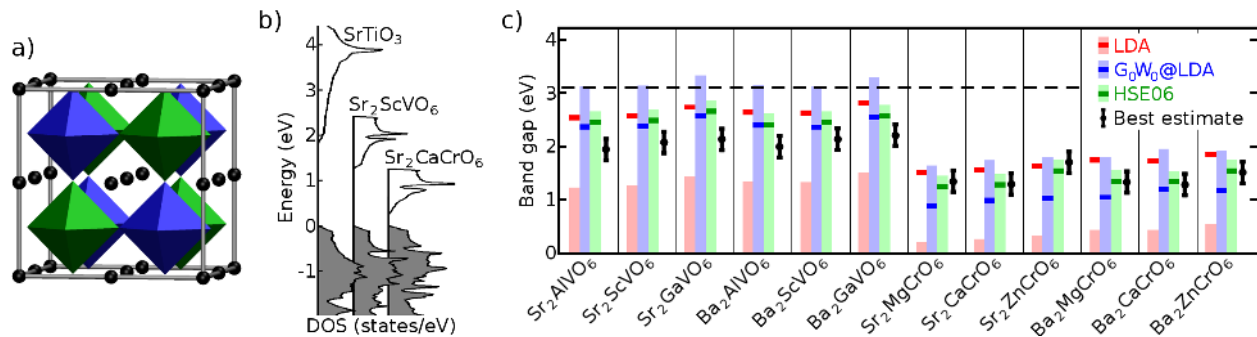 a)
b)
SrTiO₃
Sr₂ScVO₆
Sr₂CaCrO₆
4
3
2
1
0
-1
Energy (eV)
DOS (states/eV)
c)
4
3
2
1
0
Band gap (eV)
LDA
G₀W₀@LDA
HSE06
Best estimate
Sr₂AlVO₆
Sr₂ScVO₆
Sr₂GaVO₆
Ba₂AlVO₆
Ba₂ScVO₆
Ba₂GaVO₆
Sr₂MgCrO₆
Sr₂CaCrO₆
Sr₂ZnCrO₆
Ba₂MgCrO₆
Ba₂CaCrO₆
Ba₂ZnCrO₆